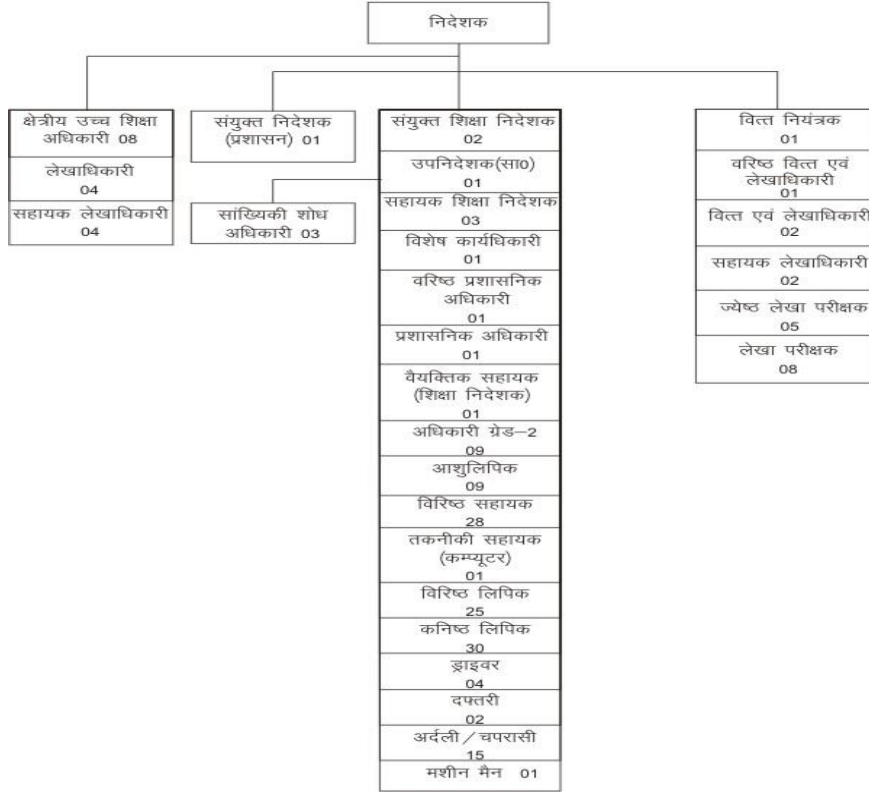 निदेशक
क्षेत्रीय उच्च शिक्षा
अधिकारी 08
लेखाधिकारी
04
सहायक लेखाधिकारी
04
संयुक्त निदेशक
(प्रशासन) 01
सांख्यिकी शोध
अधिकारी 03
संयुक्त शिक्षा निदेशक
02
उपनिदेशक(सा0)
01
सहायक शिक्षा निदेशक
03
विशेष कार्यधिकारी
01
वरिष्ठ प्रशासनिक
अधिकारी
01
प्रशासनिक अधिकारी
01
वैयक्तिक सहायक
(शिक्षा निदेशक)
01
अधिकारी ग्रेड–2
09
आशुलिपिक
09
विरिष्ठ सहायक
28
तकनीकी सहायक
(कम्प्यूटर)
01
विरिष्ठ लिपिक
25
कनिष्ठ लिपिक
30
ड्राइवर
04
दफ्तरी
02
अर्दली / चपरासी
15
मशीन मैन 01
वित्त नियंत्रक
01
वरिष्ठ वित्त एवं
लेखाधिकारी
01
वित्त एवं लेखाधिकारी
02
सहायक लेखाधिकारी
02
ज्येष्ठ लेखा परीक्षक
05
लेखा परीक्षक
08